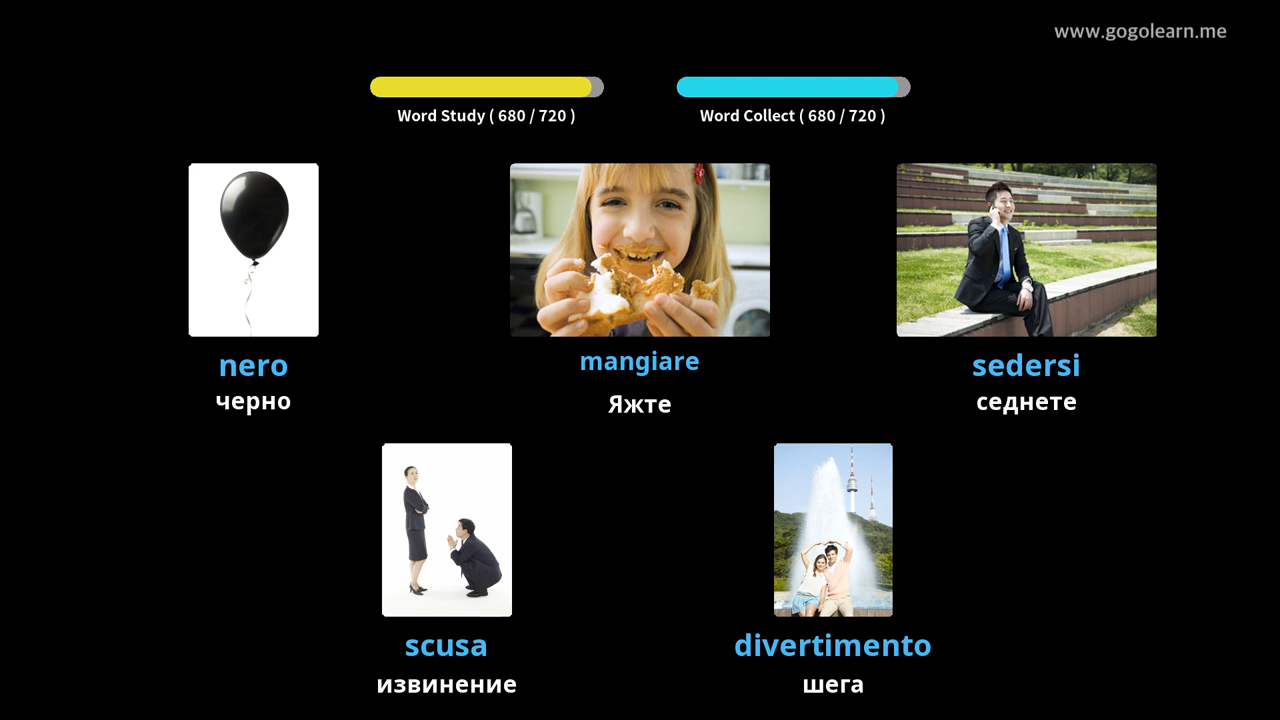 www.gogolearn.me
Word Study ( 680 / 720 )
Word Collect ( 680 / 720 )
nero
черно
mangiare
Яжте
sedersi
седнете
scusa
извинение
divertimento
шега